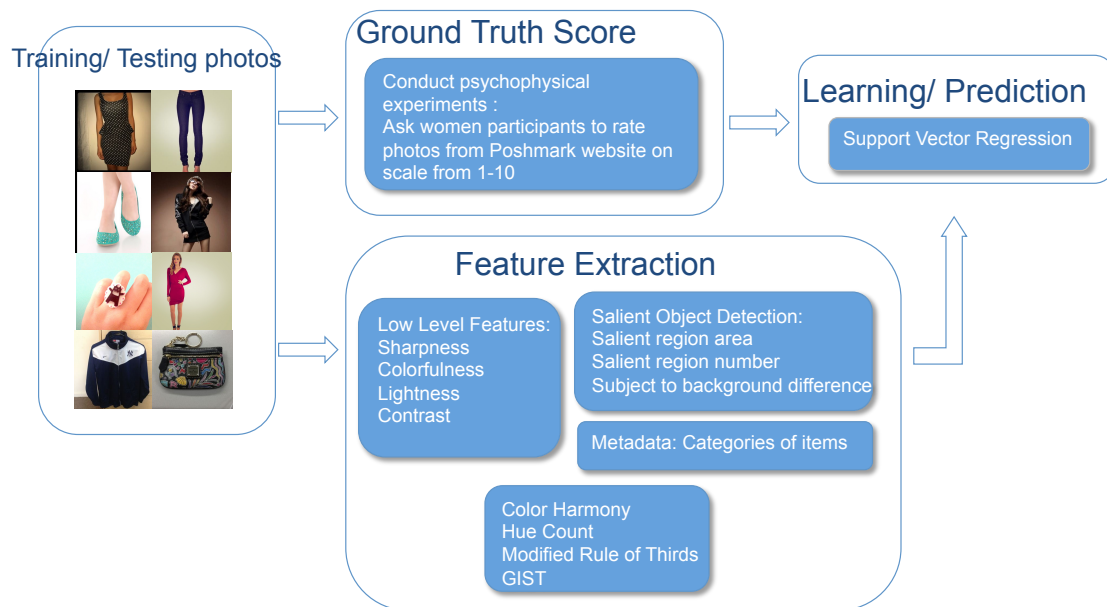 Training/ Testing photos
Ground Truth Score
Conduct psychophysical
experiments :
Ask women participants to rate
photos from Poshmark website on
scale from 1-10
Learning/ Prediction
Support Vector Regression
Feature Extraction
Low Level Features:
Sharpness
Colorfulness
Lightness
Contrast
Salient Object Detection:
Salient region area
Salient region number
Subject to background difference
Metadata: Categories of items
Color Harmony
Hue Count
Modified Rule of Thirds
GIST